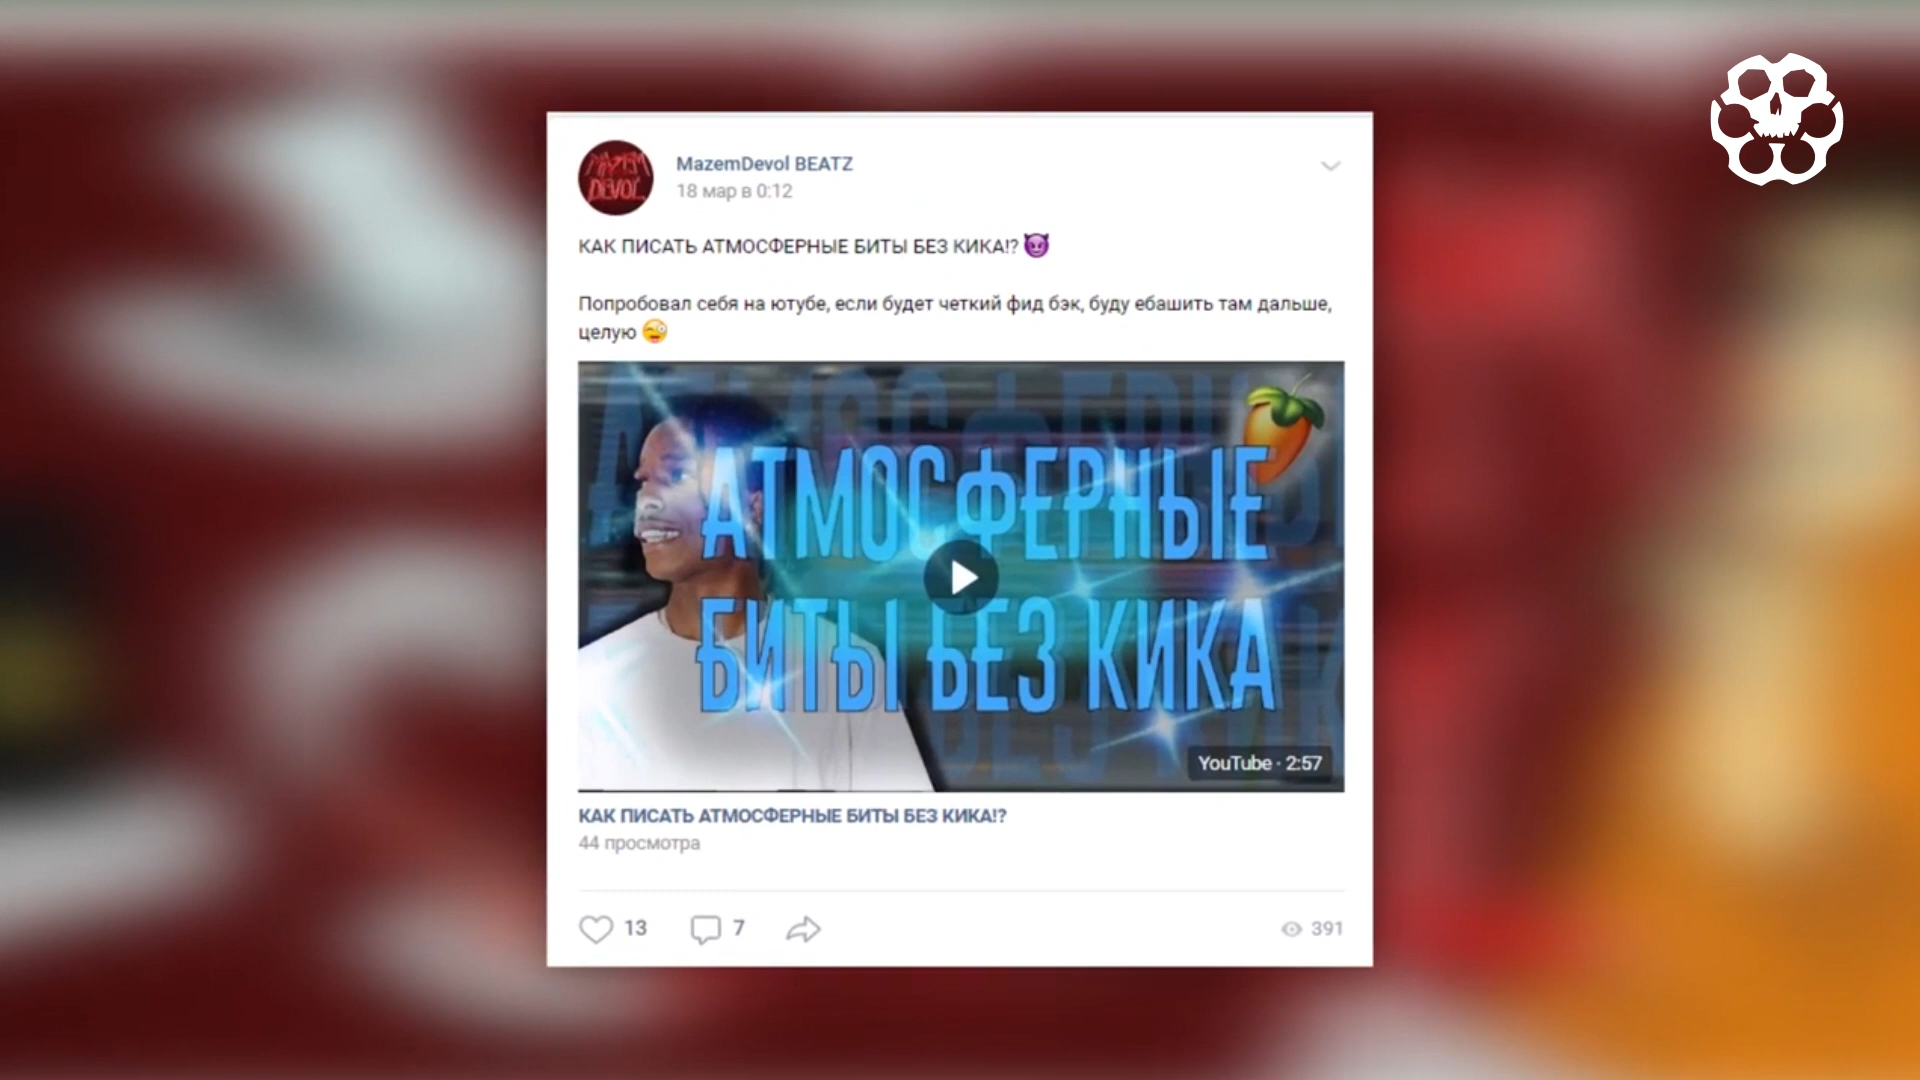 MAZEM
DEVOL
MazemDevol BEATZ
18 мар в 0:12
КАК ПИСАТЬ АТМОСФЕРНЫЕ БИТЫ БЕЗ КИКА!? 😈
Попробовал себя на ютубе, если будет четкий фид бэк, буду ебашить там дальше,
целую 😜
АТМОСФЕРНЫЕ
БИТЫ БЕЗ КИКА
YouTube · 2:57
КАК ПИСАТЬ АТМОСФЕРНЫЕ БИТЫ БЕЗ КИКА!?
44 просмотра
13 7 391